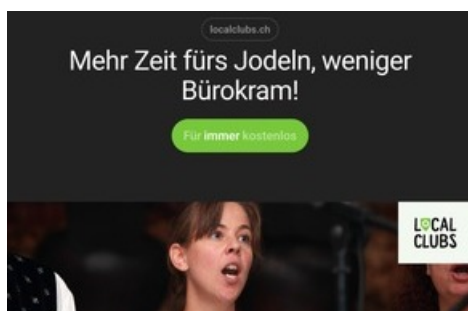 localclubs.ch
Mehr Zeit fürs Jodeln, weniger
Bürokram!
Für immer kostenlos
LOCAL
CLUBS